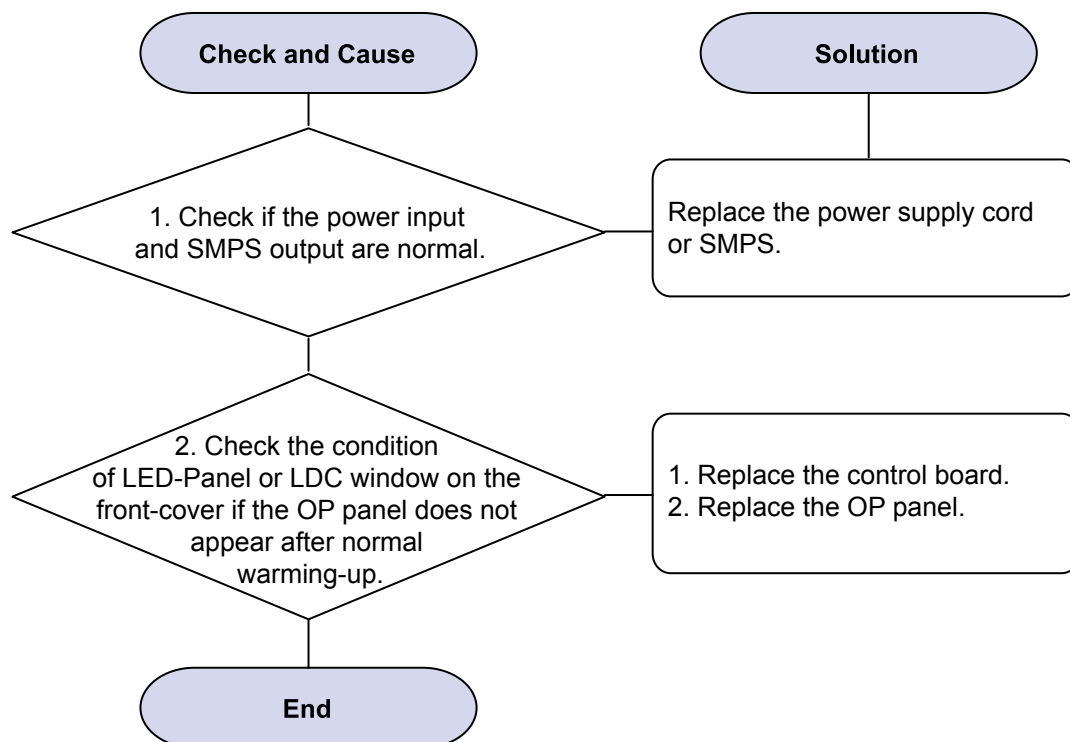 Check and Cause
Solution
1. Check if the power input
and SMPS output are normal.
Replace the power supply cord
or SMPS.
2. Check the condition
of LED-Panel or LDC window on the
front-cover if the OP panel does not
appear after normal
warming-up.
1. Replace the control board.
2. Replace the OP panel.
End